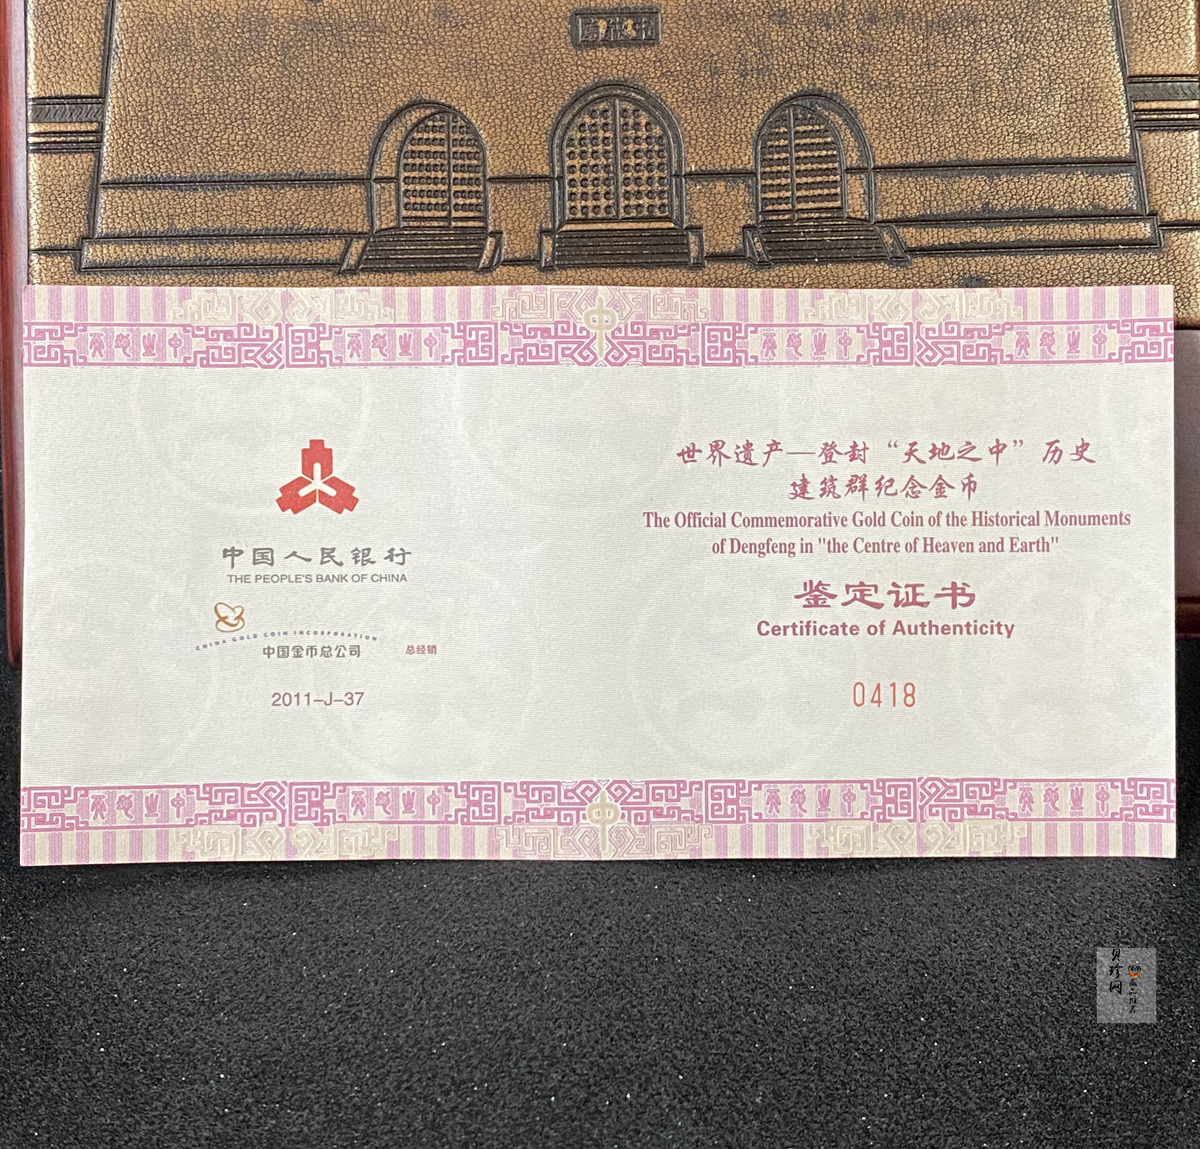 中国人民银行
THE PEOPLE'S BANK OF CHINA
CHINA GOLD COIN INCORPORATION
中国金币总公司 总经销
2011-J-37
世界遗产—登封“天地之中”历史
建筑群纪念金币
The Official Commemorative Gold Coin of the Historical Monuments
of Dengfeng in "the Centre of Heaven and Earth"
鉴定证书
Certificate of Authenticity
0418
贝珍网